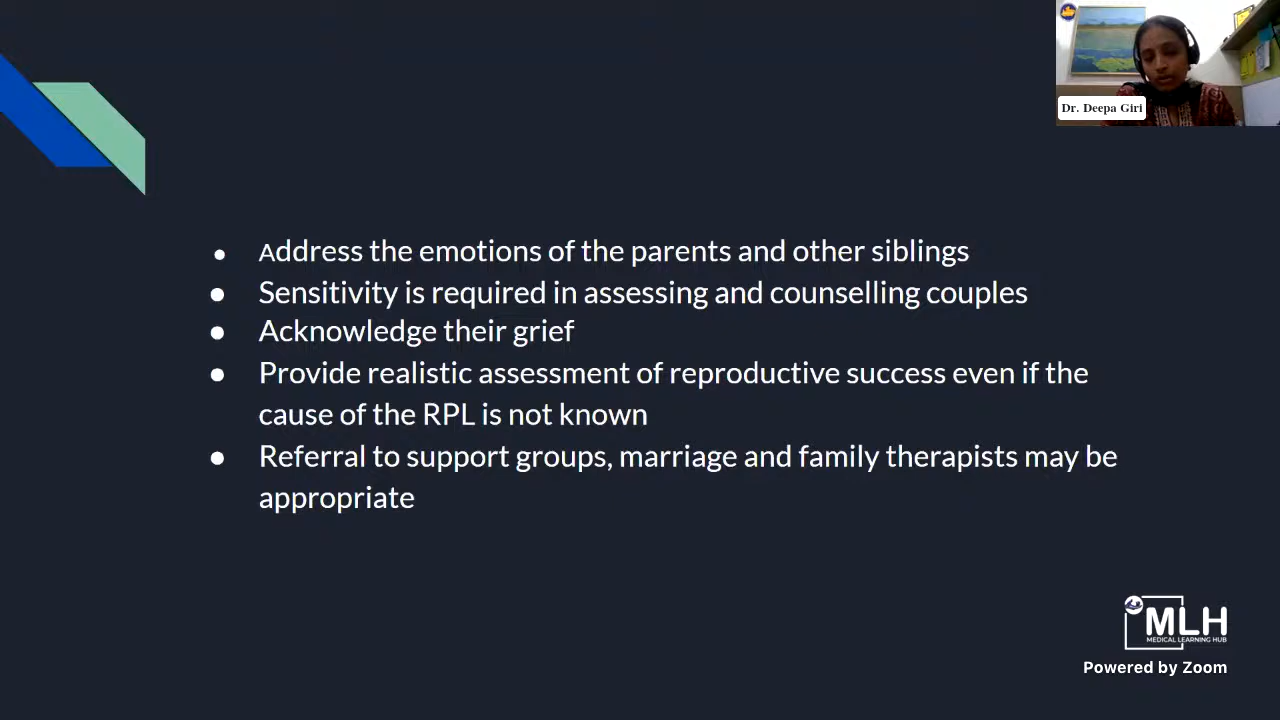 Dr. Deepa Giri
● Address the emotions of the parents and other siblings
● Sensitivity is required in assessing and counselling couples
● Acknowledge their grief
● Provide realistic assessment of reproductive success even if the
cause of the RPL is not known
● Referral to support groups, marriage and family therapists may be
appropriate
MLH
MEDICAL LEARNING HUB
Powered by Zoom